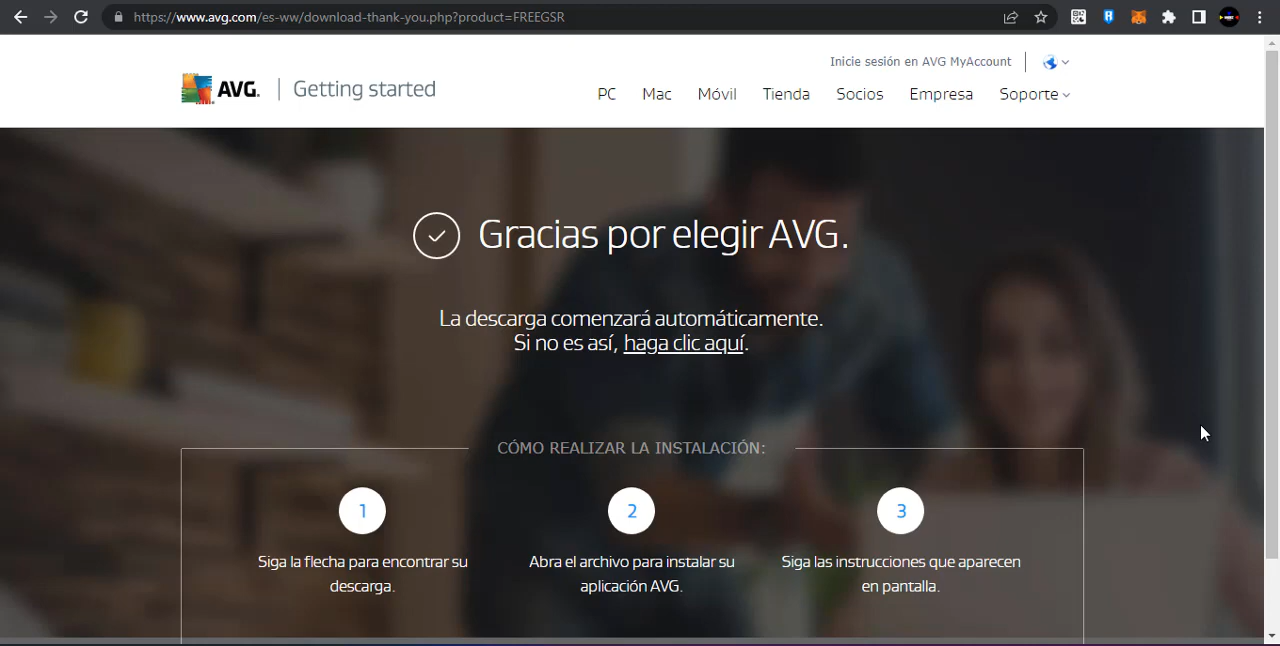 https://www.avg.com/es-ww/download-thank-you.php?product=FREEGSR
Inicie sesión en AVG MyAccount
AVG. | Getting started
PC Mac Móvil Tienda Socios Empresa Soporte
Gracias por elegir AVG.
La descarga comenzará automáticamente.
Si no es así, haga clic aquí.
CÓMO REALIZAR LA INSTALACIÓN:
1 2 3
Siga la flecha para encontrar su Abra el archivo para instalar su Siga las instrucciones que aparecen
descarga. aplicación AVG. en pantalla.